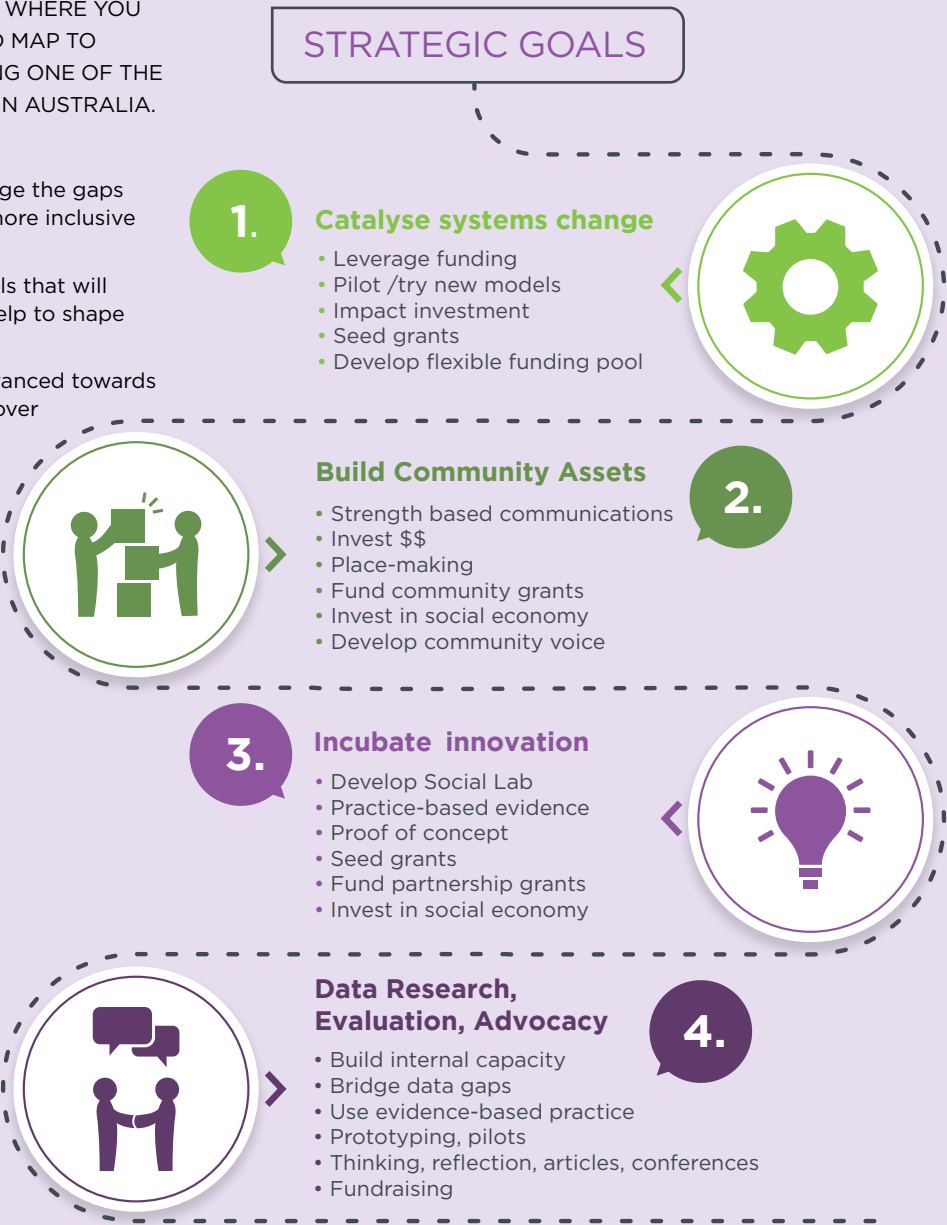 WHERE YOU
MAP TO
NG ONE OF THE
N AUSTRALIA.
ge the gaps
more inclusive
ls that will
elp to shape
anced towards
over
STRATEGIC GOALS
1.
Catalyse systems change
• Leverage funding
• Pilot /try new models
• Impact investment
• Seed grants
• Develop flexible funding pool
Build Community Assets
2.
• Strength based communications
• Invest $$
• Place-making
• Fund community grants
• Invest in social economy
• Develop community voice
3.
Incubate innovation
• Develop Social Lab
• Practice-based evidence
• Proof of concept
• Seed grants
• Fund partnership grants
• Invest in social economy
Data Research,
Evaluation, Advocacy
4.
• Build internal capacity
• Bridge data gaps
• Use evidence-based practice
• Prototyping, pilots
• Thinking, reflection, articles, conferences
• Fundraising